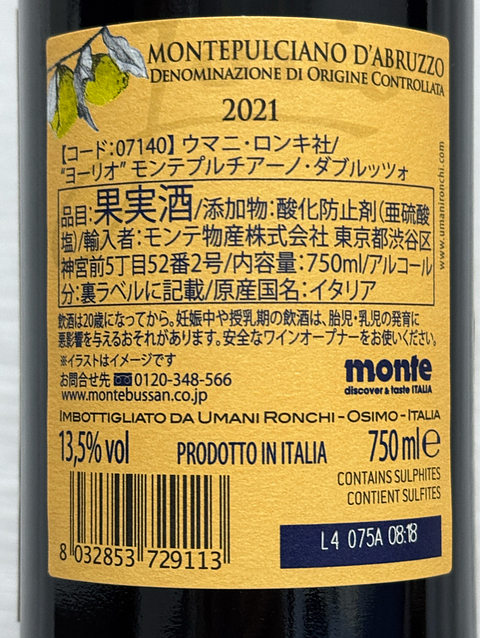 MONTEPULCIANO D'ABRUZZO
DENOMINAZIONE DI ORIGINE CONTROLLATA
2021
【コード:07140】ウマニ・ロンキ社/
"ヨーリオ" モンテプルチアーノ・ダブルッツォ
品目:果実酒/添加物:酸化防止剤(亜硫酸
塩)/輸入者:モンテ物産株式会社 東京都渋谷区
神宮前5丁目52番2号/内容量:750ml/アルコール
分:裏ラベルに記載/原産国名:イタリア
飲酒は20歳になってから。妊娠中や授乳期の飲酒は、胎児・乳児の発育に
悪影響を与えるおそれがあります。安全なワインオープナーをお使いください。
※イラストはイメージです
お問合せ先 0120-348-566
www.montebussan.co.jp
monte
discover & taste ITALIA
www.umanironchi.com
IMBOTTIGLIATO DA UMANI RONCHI - OSIMO - ITALIA
13,5% vol PRODOTTO IN ITALIA 750 ml e
CONTAINS SULPHITES
CONTIENT SULFITES
L4 075A 08:18
8 032853 729113